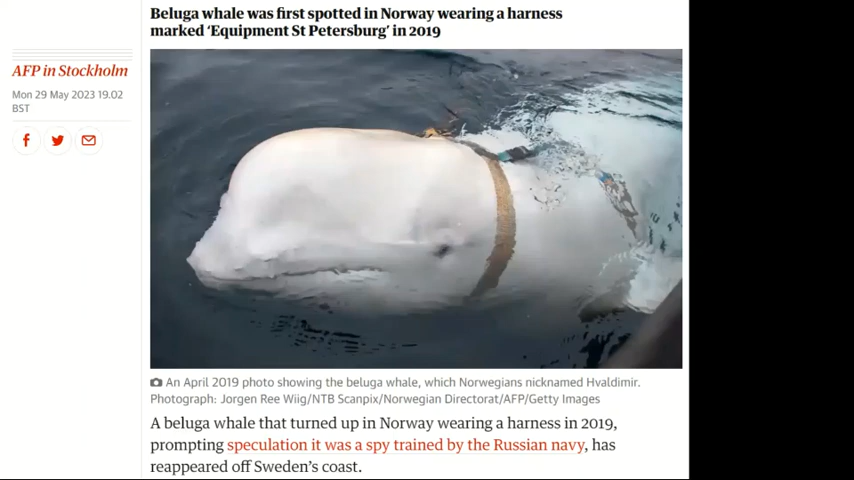 Beluga whale was first spotted in Norway wearing a harness
marked ‘Equipment St Petersburg’ in 2019
AFP in Stockholm
Mon 29 May 2023 19.02
BST
An April 2019 photo showing the beluga whale, which Norwegians nicknamed Hvaldimir.
Photograph: Jorgen Ree Wiig/NTB Scanpix/Norwegian Directorat/AFP/Getty Images
A beluga whale that turned up in Norway wearing a harness in 2019,
prompting speculation it was a spy trained by the Russian navy, has
reappeared off Sweden’s coast.